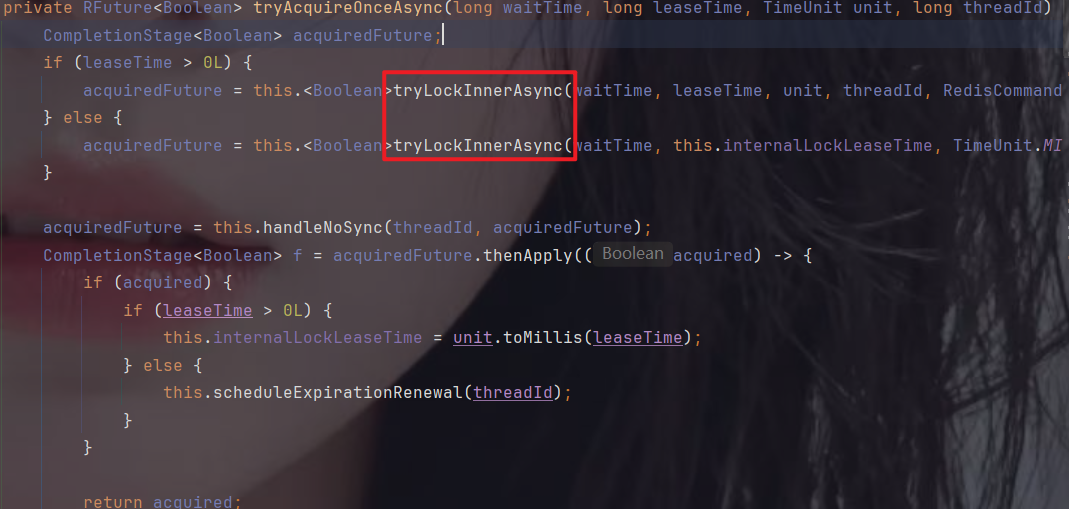 private RFuture<Boolean> tryAcquireOnceAsync(long waitTime, long leaseTime, TimeUnit unit, long threadId)
CompletionStage<Boolean> acquiredFuture;
if (leaseTime > 0L) {
acquiredFuture = this.<Boolean>tryLockInnerAsync(waitTime, leaseTime, unit, threadId, RedisCommand
} else {
acquiredFuture = this.<Boolean>tryLockInnerAsync(waitTime, this.internalLockLeaseTime, TimeUnit.MI
}
acquiredFuture = this.handleNoSync(threadId, acquiredFuture);
CompletionStage<Boolean> f = acquiredFuture.thenApply(( Boolean acquired) -> {
if (acquired) {
if (leaseTime > 0L) {
this.internalLockLeaseTime = unit.toMillis(leaseTime);
} else {
this.scheduleExpirationRenewal(threadId);
}
}
return acquired;